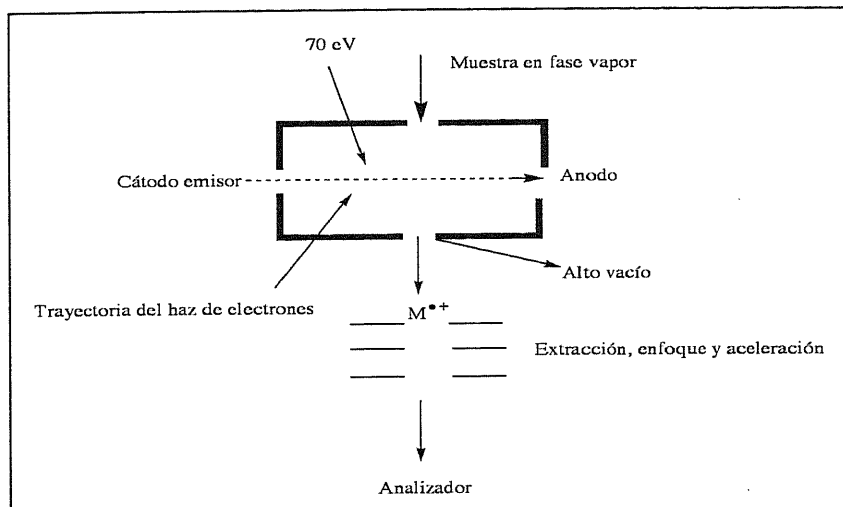 70 eV
Muestra en fase vapor
Cátodo emisor
Anodo
Alto vacío
Trayectoria del haz de electrones
M•+
Extracción, enfoque y aceleración
Analizador